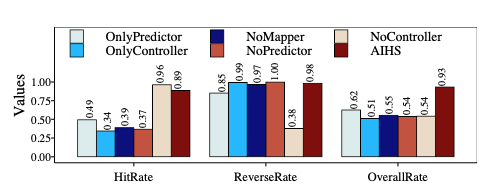 OnlyPredictor NoMapper NoController
OnlyController NoPredictor AIHS
Values
1.00
0.75
0.50
0.25
0.00
0.49 0.34 0.39 0.37 0.96 0.89
0.85 0.99 0.97 1.00 0.38 0.98
0.62 0.51 0.55 0.54 0.54 0.93
HitRate ReverseRate OverallRate